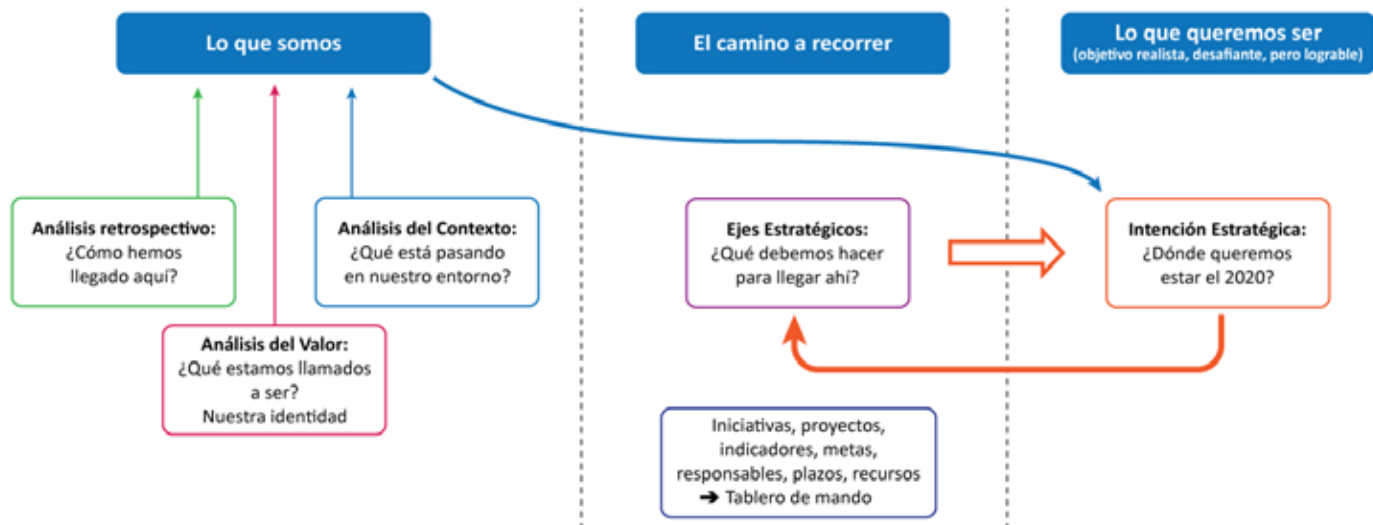 Lo que somos
El camino a recorrer
Lo que queremos ser
(objetivo realista, desafiante, pero lograble)
Análisis retrospectivo:
¿Cómo hemos
llegado aquí?
Análisis del Contexto:
¿Qué está pasando
en nuestro entorno?
Análisis del Valor:
¿Qué estamos llamados
a ser?
Nuestra identidad
Ejes Estratégicos:
¿Qué debemos hacer
para llegar ahí?
Intención Estratégica:
¿Dónde queremos
estar el 2020?
Iniciativas, proyectos,
indicadores, metas,
responsables, plazos, recursos
➔ Tablero de mando